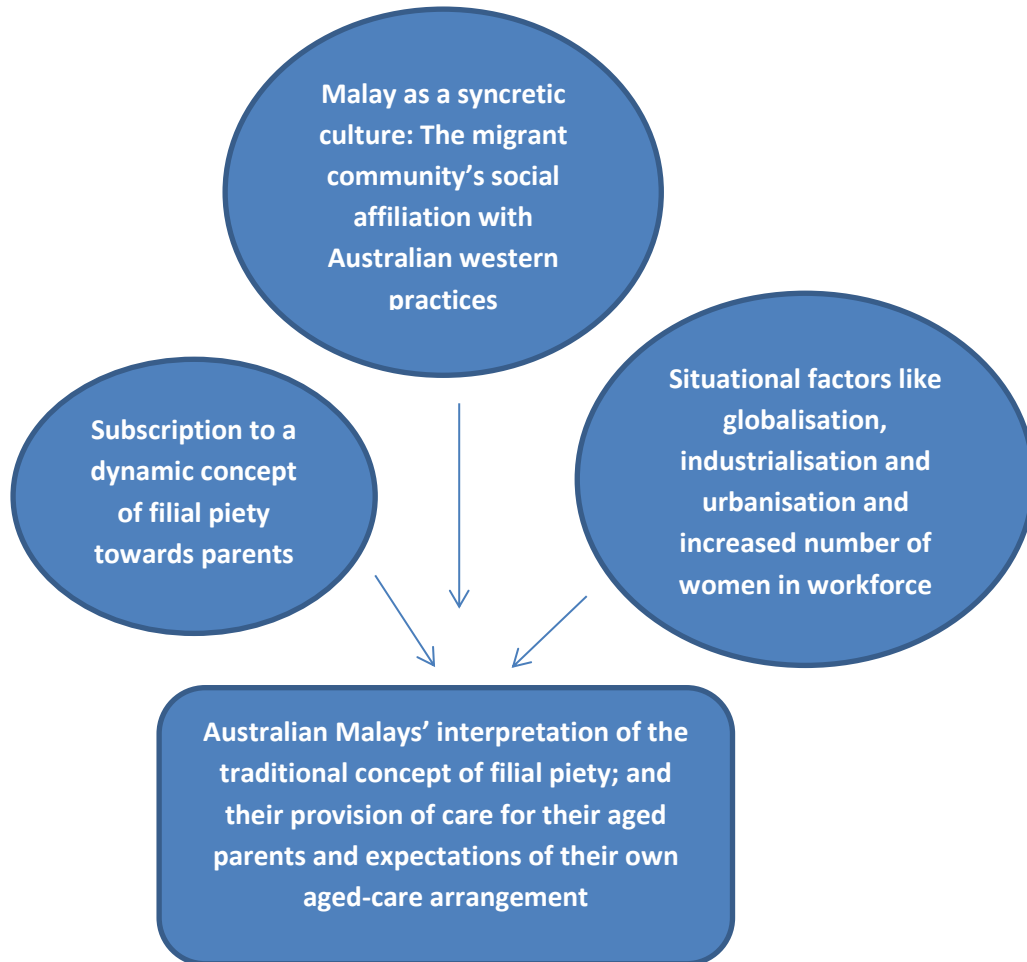 Malay as a syncretic
culture: The migrant
community’s social
affiliation with
Australian western
practices
Subscription to a
dynamic concept
of filial piety
towards parents
Situational factors like
globalisation,
industrialisation and
urbanisation and
increased number of
women in workforce
Australian Malays’ interpretation of the
traditional concept of filial piety; and
their provision of care for their aged
parents and expectations of their own
aged-care arrangement